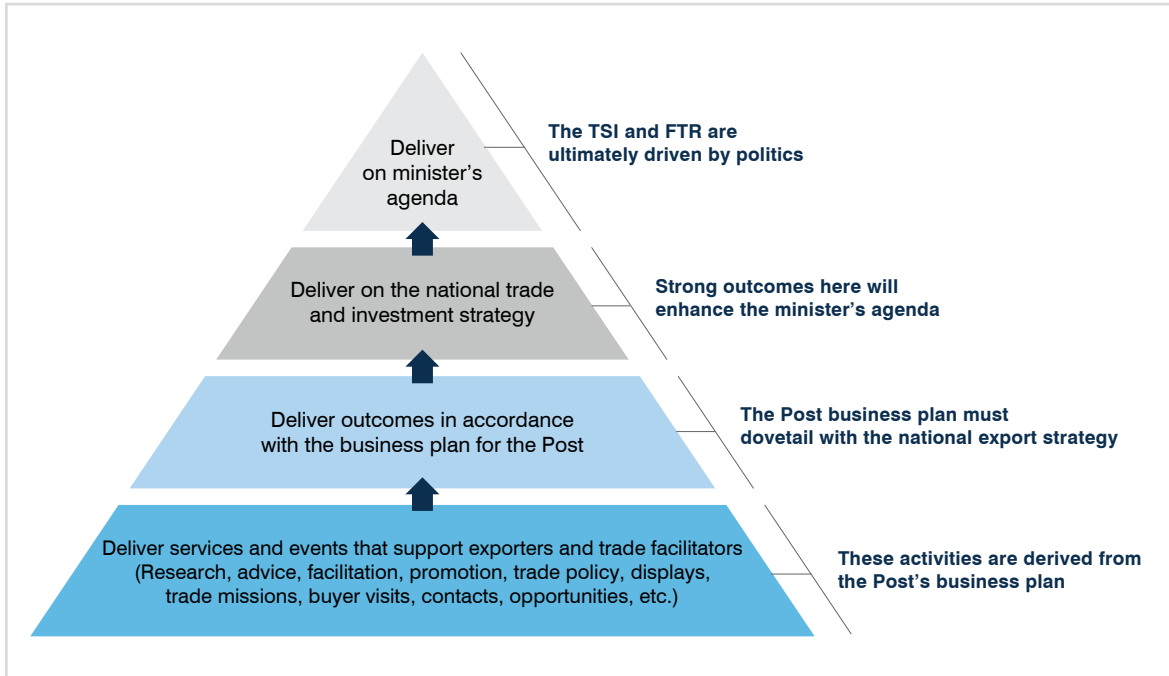 Deliver
on minister's
agenda
The TSI and FTR are
ultimately driven by politics
Deliver on the national trade
and investment strategy
Strong outcomes here will
enhance the minister's agenda
Deliver outcomes in accordance
with the business plan for the Post
The Post business plan must
dovetail with the national export strategy
Deliver services and events that support exporters and trade facilitators
(Research, advice, facilitation, promotion, trade policy, displays,
trade missions, buyer visits, contacts, opportunities, etc.)
These activities are derived from
the Post's business plan